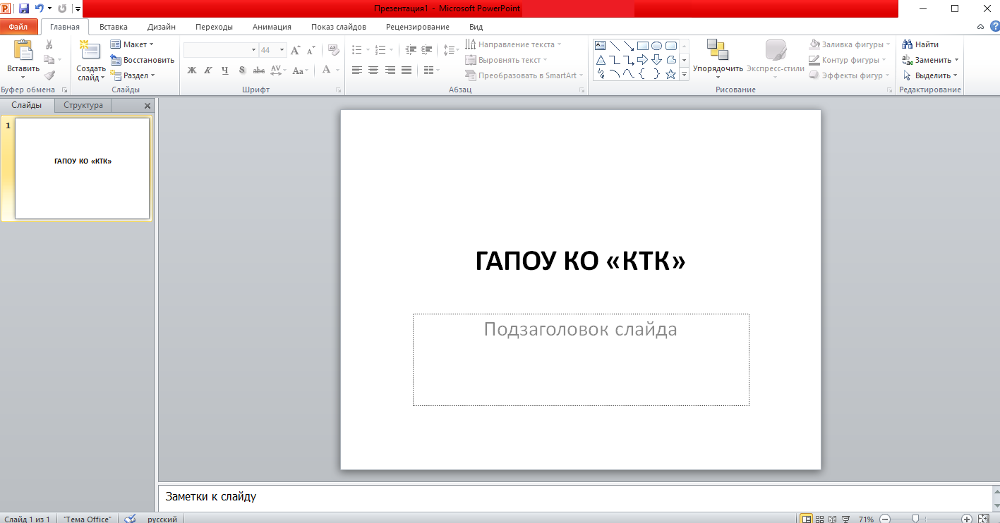 Презентация1 - Microsoft PowerPoint
Файл Главная Вставка Дизайн Переходы Анимация Показ слайдов Рецензирование Вид
Вставить
Буфер обмена
Создать слайд
Макет
Восстановить
Раздел
Слайды
44
Ж К Ч S abc AV Aa A
Шрифт
Направление текста
Выровнять текст
Преобразовать в SmartArt
Абзац
Упорядочить
Экспресс-стили
Заливка фигуры
Контур фигуры
Эффекты фигур
Рисование
Найти
Заменить
Выделить
Редактирование
Слайды Структура
1
ГАПОУ КО «КТК»
ГАПОУ КО «КТК»
Подзаголовок слайда
Заметки к слайду
Слайд 1 из 1 "Тема Office" русский 71%